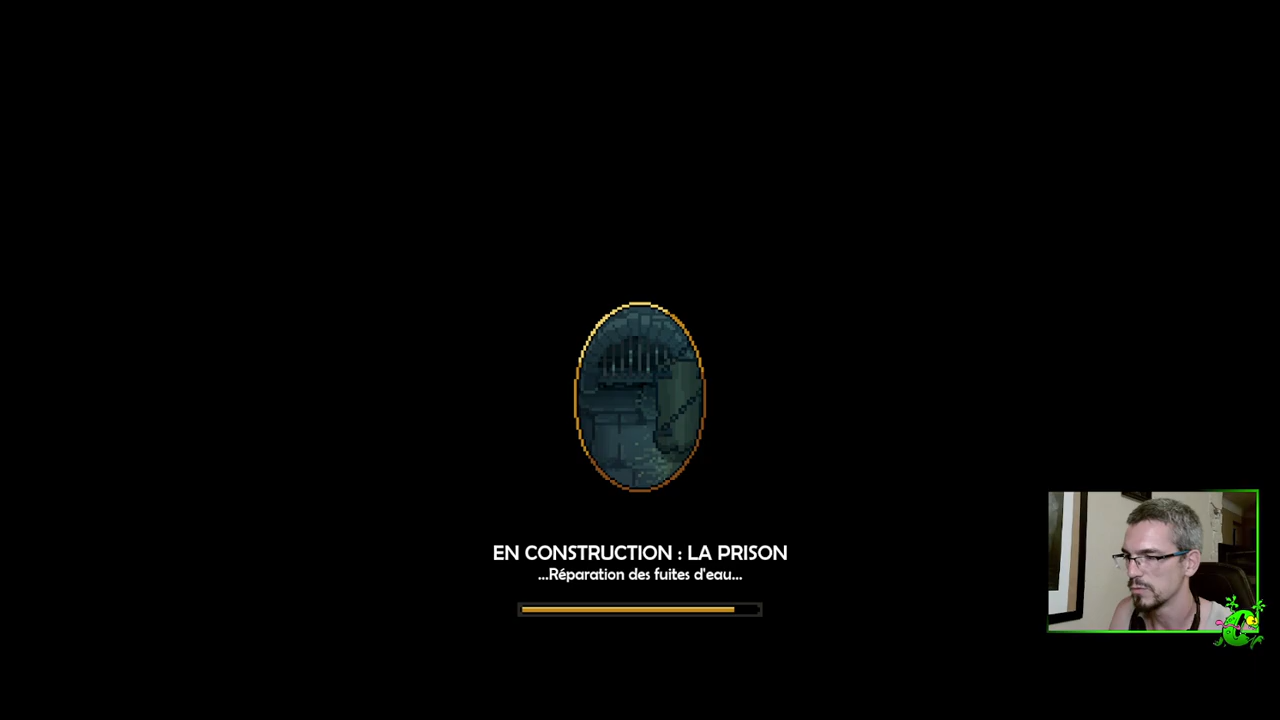 EN CONSTRUCTION : LA PRISON
...Réparation des fuites d'eau...